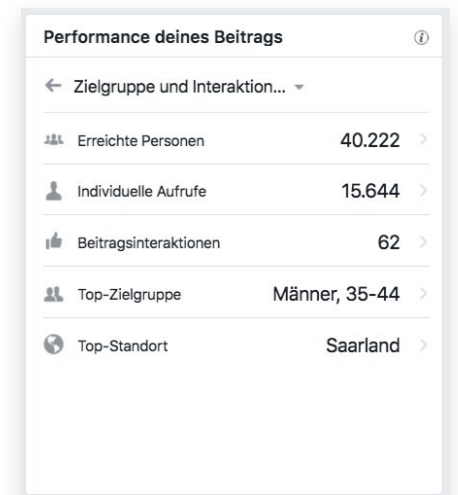 Performance deines Beitrags
Zielgruppe und Interaktion...
Erreichte Personen 40.222
Individuelle Aufrufe 15.644
Beitragsinteraktionen 62
Top-Zielgruppe Männer, 35-44
Top-Standort Saarland